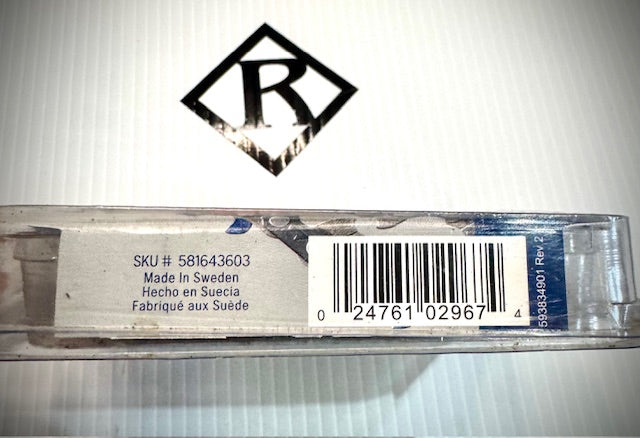 R
SKU # 581643603
Made In Sweden
Hecho en Suecia
Fabriqué aux Suède
0 24761 02967 4
593834901 Rev 2